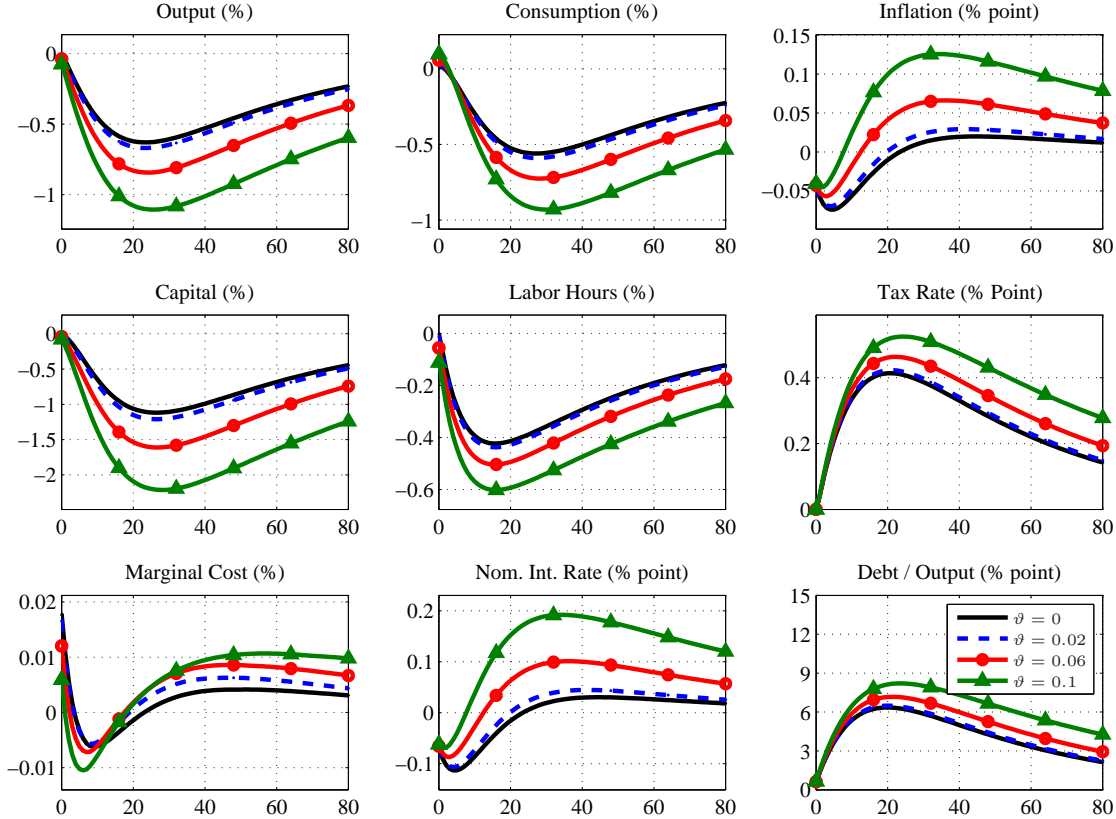 Output (%)
0
−0.5
−1
0 20 40 60 80
Consumption (%)
0
−0.5
−1
0 20 40 60 80
Inflation (% point)
0.15
0.1
0.05
0
−0.05
0 20 40 60 80
Capital (%)
0
−0.5
−1
−1.5
−2
0 20 40 60 80
Labor Hours (%)
0
−0.2
−0.4
−0.6
0 20 40 60 80
Tax Rate (% Point)
0.4
0.2
0
0 20 40 60 80
Marginal Cost (%)
0.02
0.01
0
−0.01
0 20 40 60 80
Nom. Int. Rate (% point)
0.2
0.1
0
−0.1
0 20 40 60 80
Debt / Output (% point)
15
12
9
6
3
0
0 20 40 60 80
ϑ = 0
ϑ = 0.02
ϑ = 0.06
ϑ = 0.1